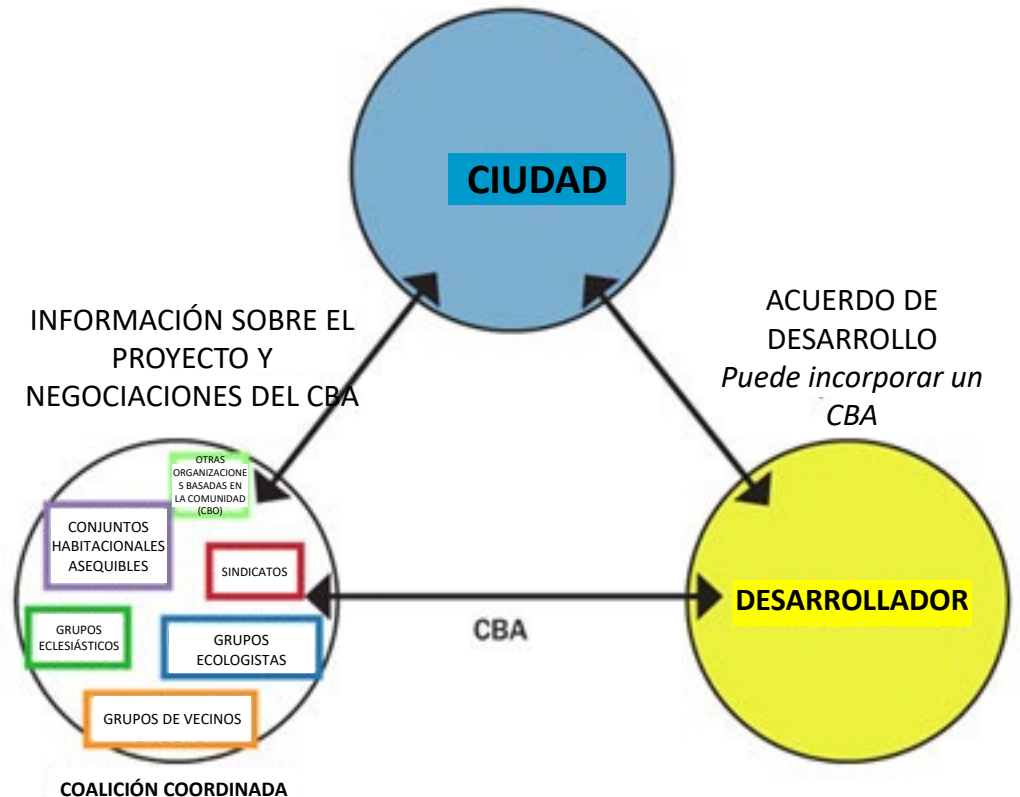 CIUDAD
INFORMACIÓN SOBRE EL
PROYECTO Y
NEGOCIACIONES DEL CBA
ACUERDO DE
DESARROLLO
Puede incorporar un
CBA
OTRAS
ORGANIZACIONE
S BASADAS EN
LA COMUNIDAD
(CBO)
CONJUNTOS
HABITACIONALES
ASEQUIBLES
SINDICATOS
GRUPOS
ECLESIÁSTICOS
GRUPOS
ECOLOGISTAS
GRUPOS DE VECINOS
COALICIÓN COORDINADA
CBA
DESARROLLADOR